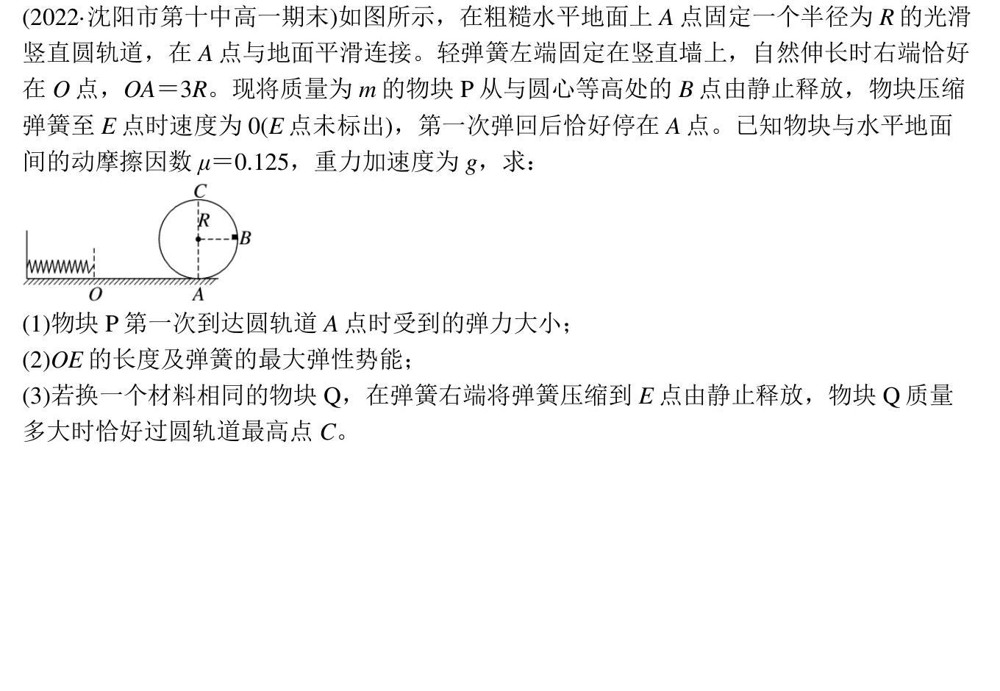 (2022·沈阳市第十中高一期末)如图所示，在粗糙水平地面上 A 点固定一个半径为 R 的光滑
竖直圆轨道，在 A 点与地面平滑连接。轻弹簧左端固定在竖直墙上，自然伸长时右端恰好
在 O 点，OA＝3R。现将质量为 m 的物块 P 从与圆心等高处的 B 点由静止释放，物块压缩
弹簧至 E 点时速度为 0(E 点未标出)，第一次弹回后恰好停在 A 点。已知物块与水平地面
间的动摩擦因数 μ＝0.125，重力加速度为 g，求：
C
R
B
O
A
(1)物块 P 第一次到达圆轨道 A 点时受到的弹力大小；
(2)OE 的长度及弹簧的最大弹性势能；
(3)若换一个材料相同的物块 Q，在弹簧右端将弹簧压缩到 E 点由静止释放，物块 Q 质量
多大时恰好过圆轨道最高点 C。